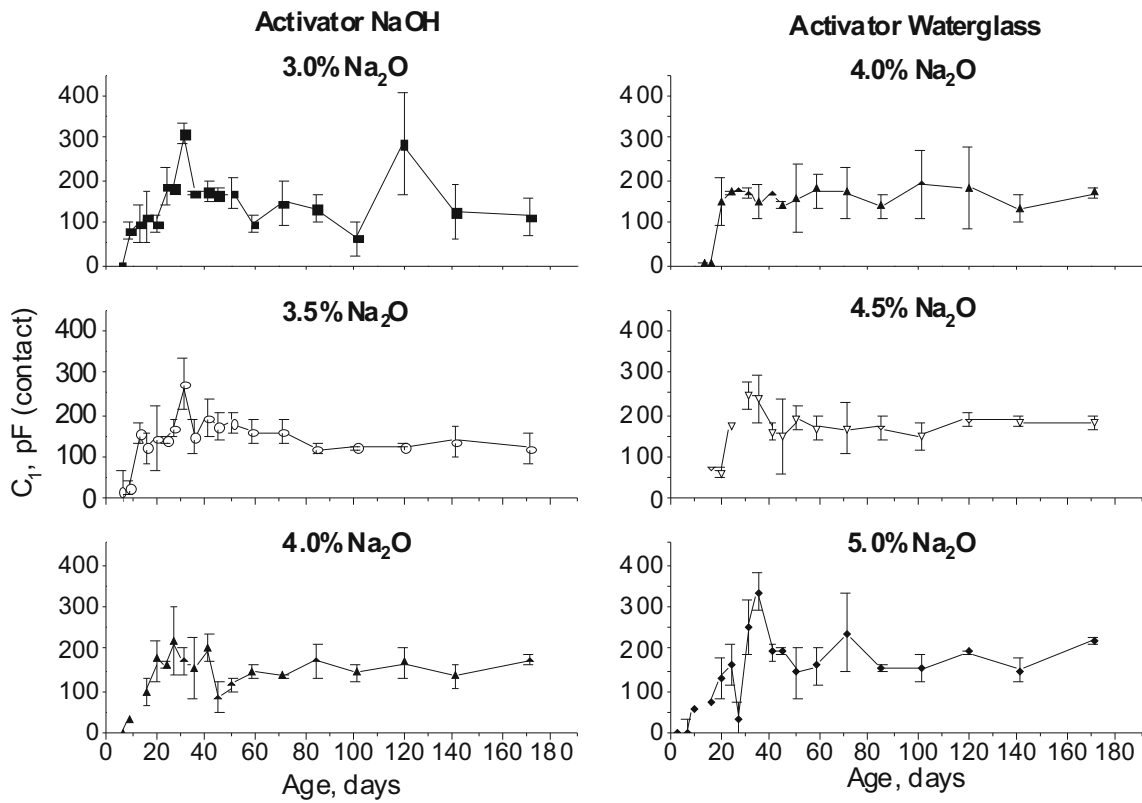 Activator NaOH
Activator Waterglass
3.0% Na₂O
4.0% Na₂O
400
300
200
100
0
400
300
200
100
0
3.5% Na₂O
4.5% Na₂O
C₁, pF (contact)
400
300
200
100
0
400
300
200
100
0
4.0% Na₂O
5.0% Na₂O
400
300
200
100
0
400
300
200
100
0
0 20 40 60 80 100 120 140 160 180
0 20 40 60 80 100 120 140 160 180
Age, days
Age, days